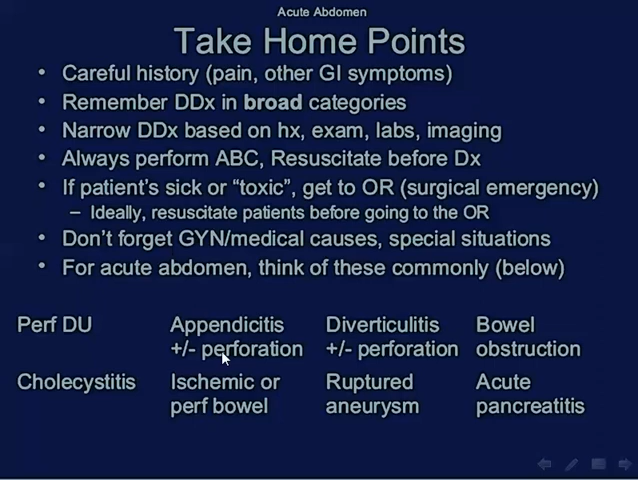 Acute Abdomen
Take Home Points
• Careful history (pain, other GI symptoms)
• Remember DDx in broad categories
• Narrow DDx based on hx, exam, labs, imaging
• Always perform ABC, Resuscitate before Dx
• If patient's sick or “toxic”, get to OR (surgical emergency)
– Ideally, resuscitate patients before going to the OR
• Don't forget GYN/medical causes, special situations
• For acute abdomen, think of these commonly (below)
Perf DU Appendicitis Diverticulitis Bowel
+/- perforation +/- perforation obstruction
Cholecystitis Ischemic or Ruptured Acute
perf bowel aneurysm pancreatitis